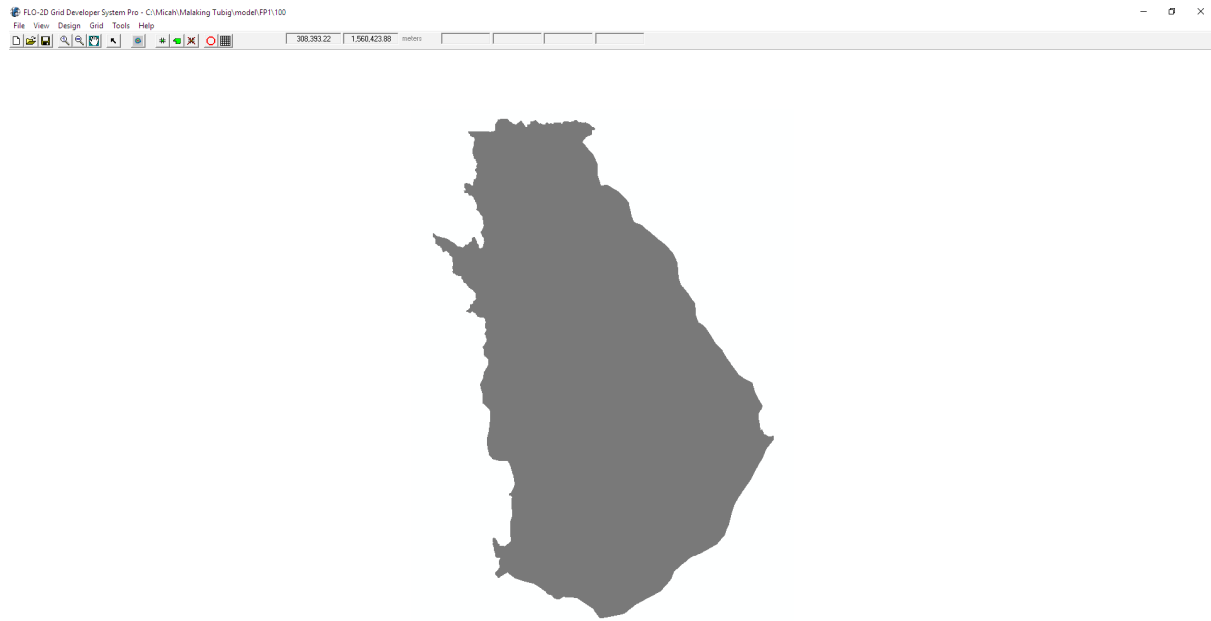 FLO-2D Grid Developer System Pro - C:\Micah\Malaking Tubig\model\FP1\100
File View Design Grid Tools Help
308,393.22 1,560,423.88 meters